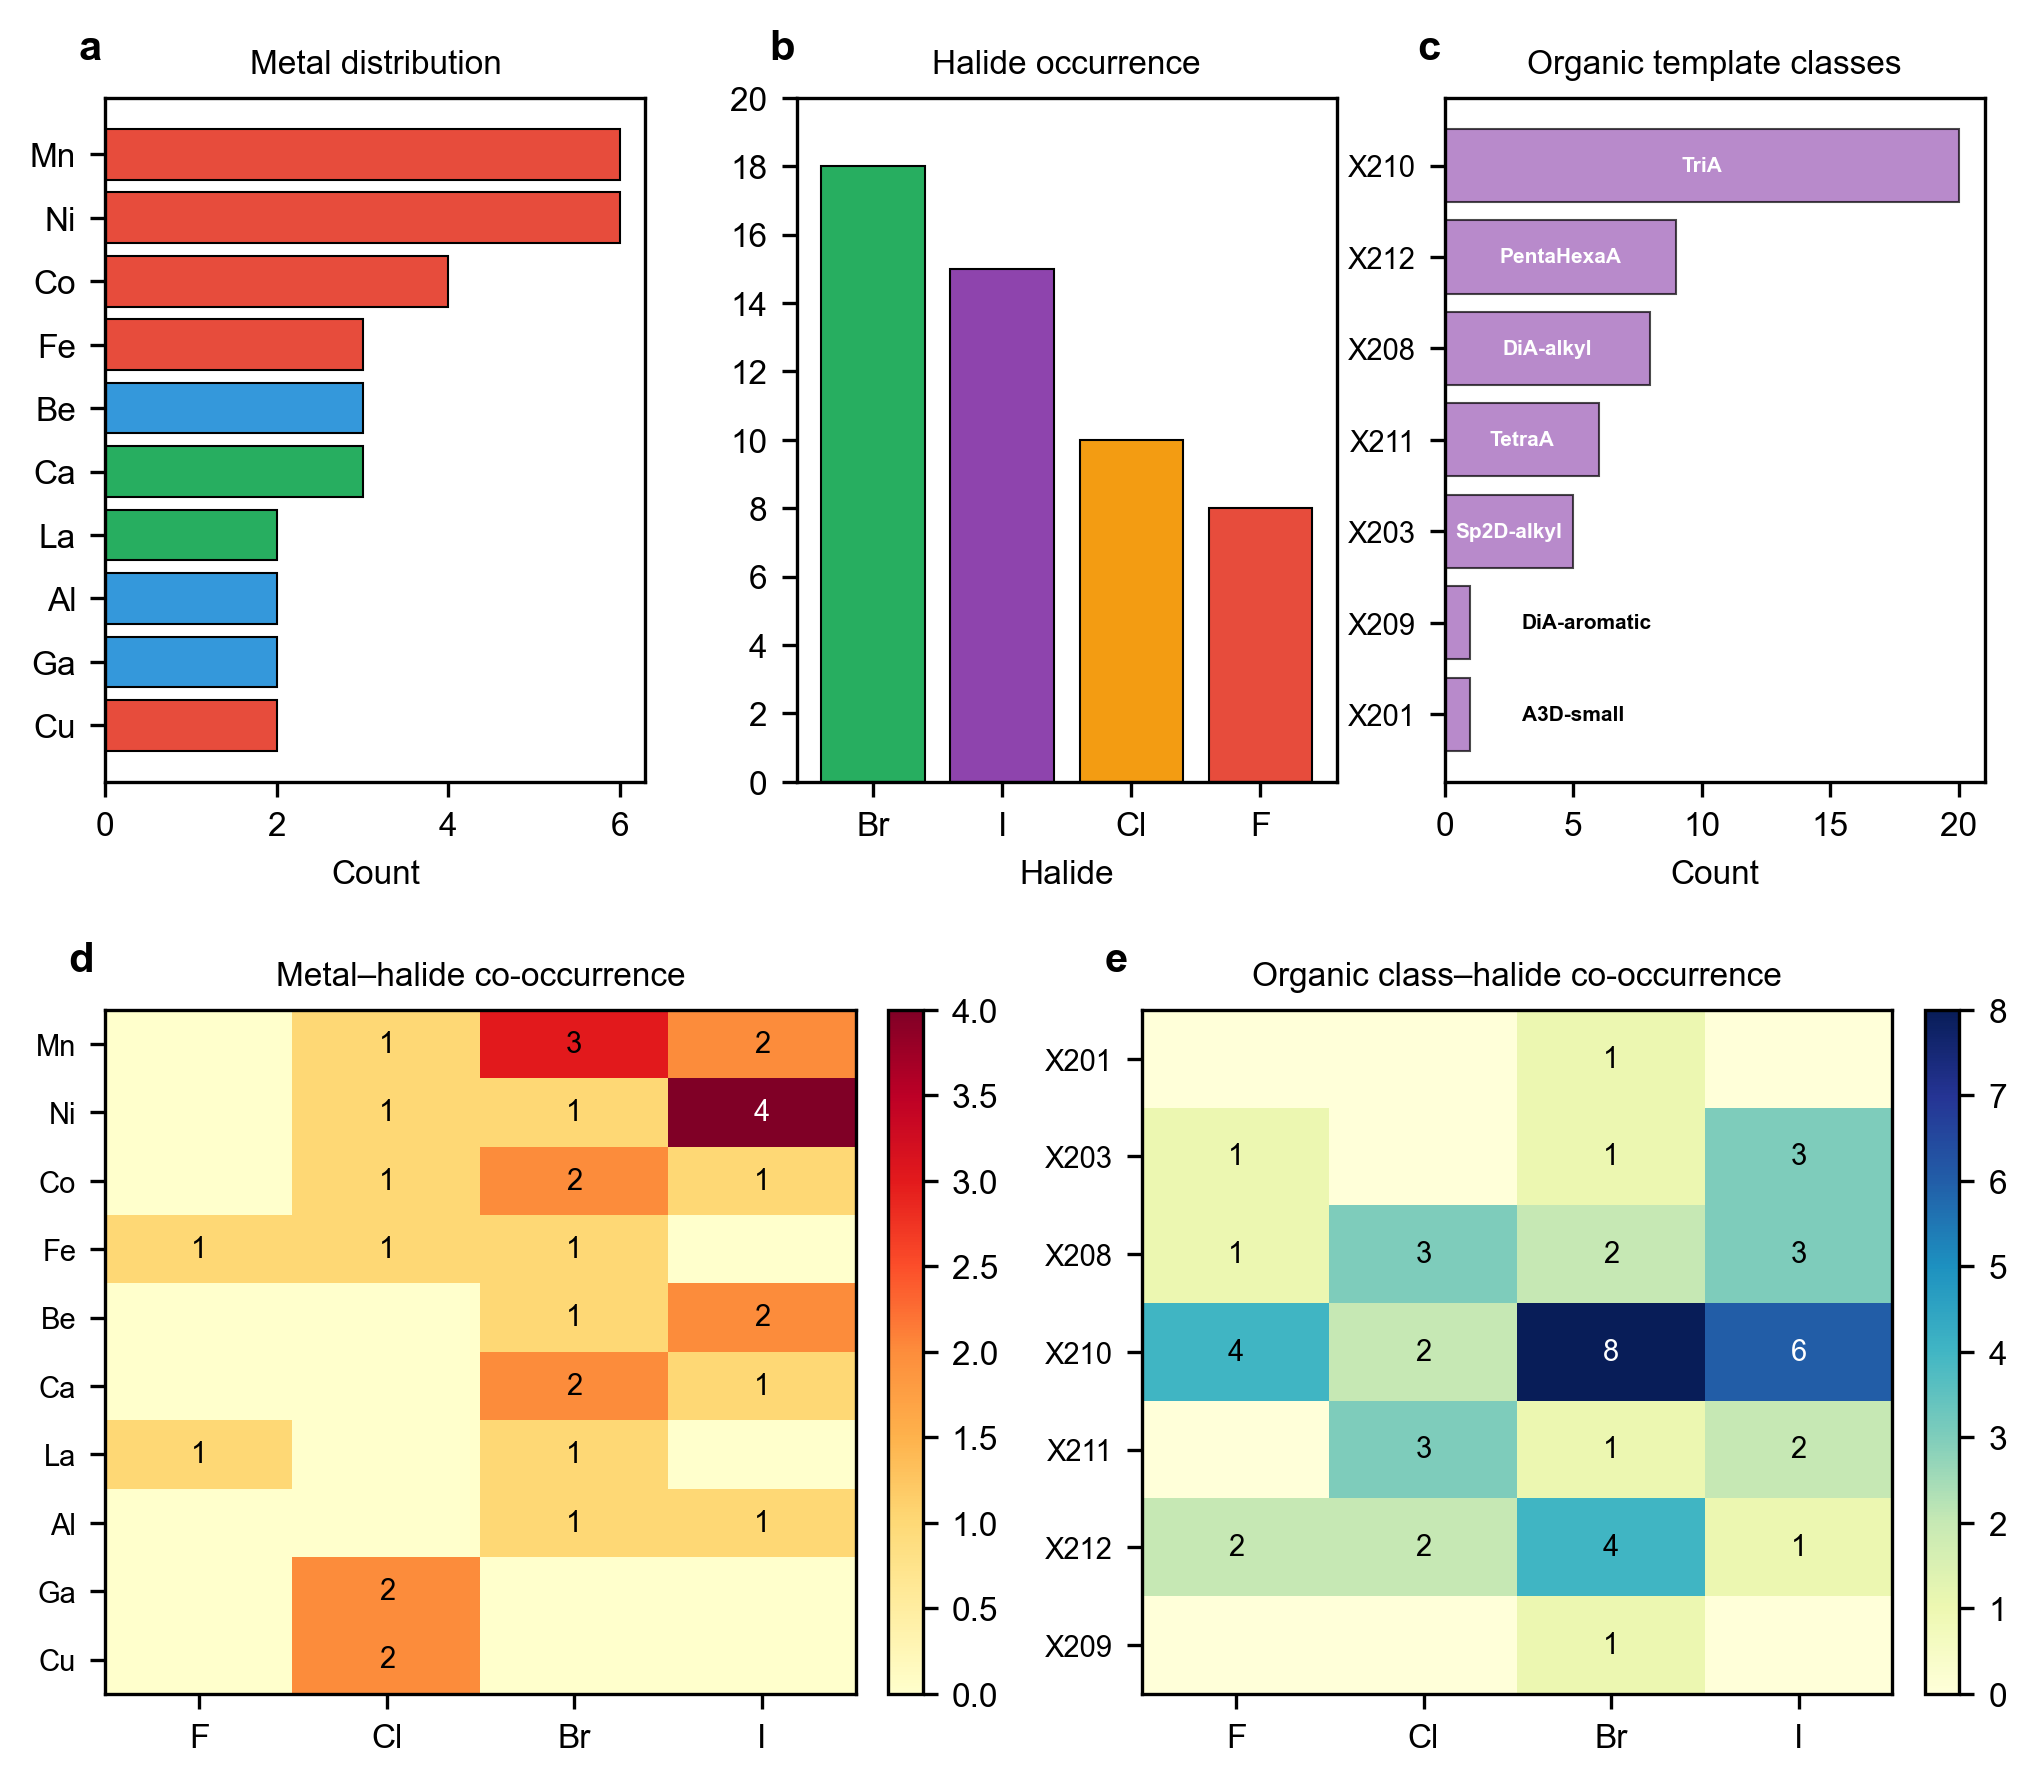 a
Metal distribution
Mn
Ni
Co
Fe
Be
Ca
La
Al
Ga
Cu
0 2 4 6
Count
b
Halide occurrence
20
18
16
14
12
10
8
6
4
2
0
Br I Cl F
Halide
c
Organic template classes
X210 TriA
X212 PentaHexaA
X208 DiA-alkyl
X211 TetraA
X203 Sp2D-alkyl
X209 DiA-aromatic
X201 A3D-small
0 5 10 15 20
Count
d
Metal–halide co-occurrence
Mn 1 3 2
Ni 1 1 4
Co 1 2 1
Fe 1 1 1
Be 1 2
Ca 2 1
La 1 1
Al 1 1
Ga 2
Cu 2
F Cl Br I
4.0
3.5
3.0
2.5
2.0
1.5
1.0
0.5
0.0
e
Organic class–halide co-occurrence
X201 1
X203 1 1 3
X208 1 3 2 3
X210 4 2 8 6
X211 3 1 2
X212 2 2 4 1
X209 1
F Cl Br I
8
7
6
5
4
3
2
1
0